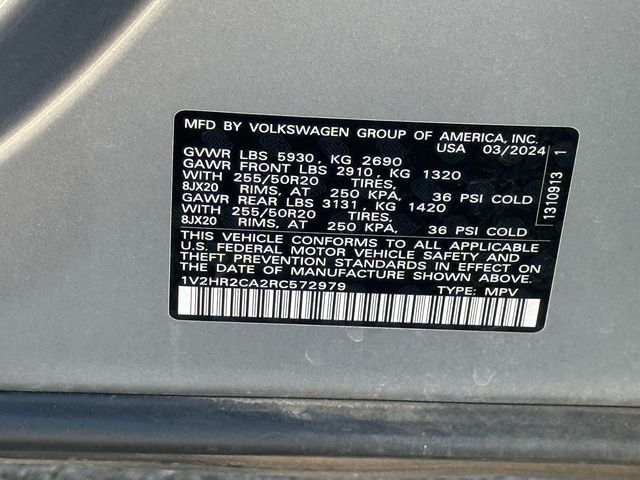 MFD BY VOLKSWAGEN GROUP OF AMERICA, INC.
USA 03/2024
GVWR LBS 5930, KG 2690
GAWR FRONT LBS 2910, KG 1320
WITH 255/50R20 TIRES,
8JX20 RIMS, AT 250 KPA, 36 PSI COLD
GAWR REAR LBS 3131, KG 1420
WITH 255/50R20 TIRES,
8JX20 RIMS, AT 250 KPA, 36 PSI COLD
THIS VEHICLE CONFORMS TO ALL APPLICABLE
U.S. FEDERAL MOTOR VEHICLE SAFETY AND
THEFT PREVENTION STANDARDS IN EFFECT ON
THE DATE OF MANUFACTURE SHOWN ABOVE.
1V2HR2CA2RC572979 TYPE: MPV
1310913 1